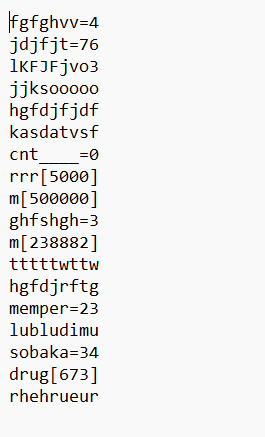 fgfghvv=4
jdjfjt=76
lKFJFjvo3
jjksooooo
hgfdjfjdf
kasdatvsf
cnt____=0
rrr[5000]
m[500000]
ghfshgh=3
m[238882]
tttttwttw
hgfdjrftg
memper=23
lubludimu
sobaka=34
drug[673]
rhehrueur